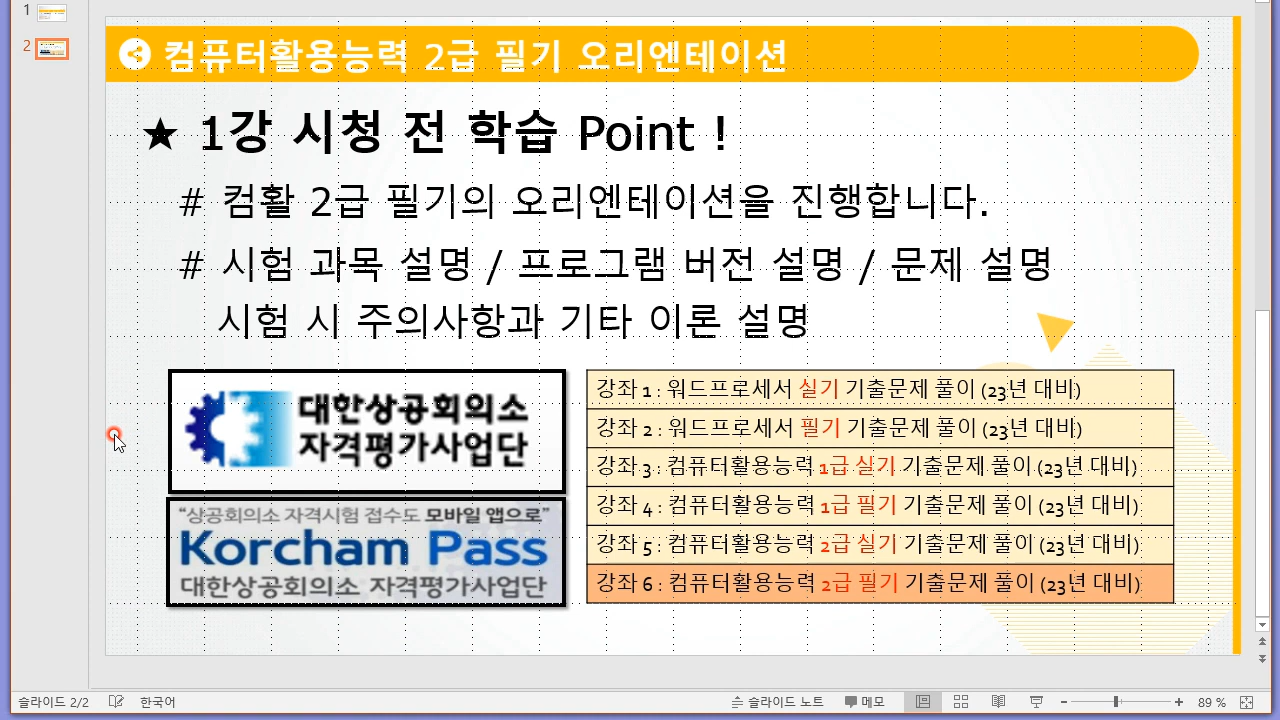 1
2
컴퓨터활용능력 2급 필기 오리엔테이션
★ 1강 시청 전 학습 Point !
# 컴활 2급 필기의 오리엔테이션을 진행합니다.
# 시험 과목 설명 / 프로그램 버전 설명 / 문제 설명
시험 시 주의사항과 기타 이론 설명
대한상공회의소
자격평가사업단
“상공회의소 자격시험 접수도 모바일 앱으로”
Korcham Pass
대한상공회의소 자격평가사업단
강좌 1 : 워드프로세서 실기 기출문제 풀이 (23년 대비)
강좌 2 : 워드프로세서 필기 기출문제 풀이 (23년 대비)
강좌 3 : 컴퓨터활용능력 1급 실기 기출문제 풀이 (23년 대비)
강좌 4 : 컴퓨터활용능력 1급 필기 기출문제 풀이 (23년 대비)
강좌 5 : 컴퓨터활용능력 2급 실기 기출문제 풀이 (23년 대비)
강좌 6 : 컴퓨터활용능력 2급 필기 기출문제 풀이 (23년 대비)
슬라이드 2/2 한국어 슬라이드 노트 메모 89 %